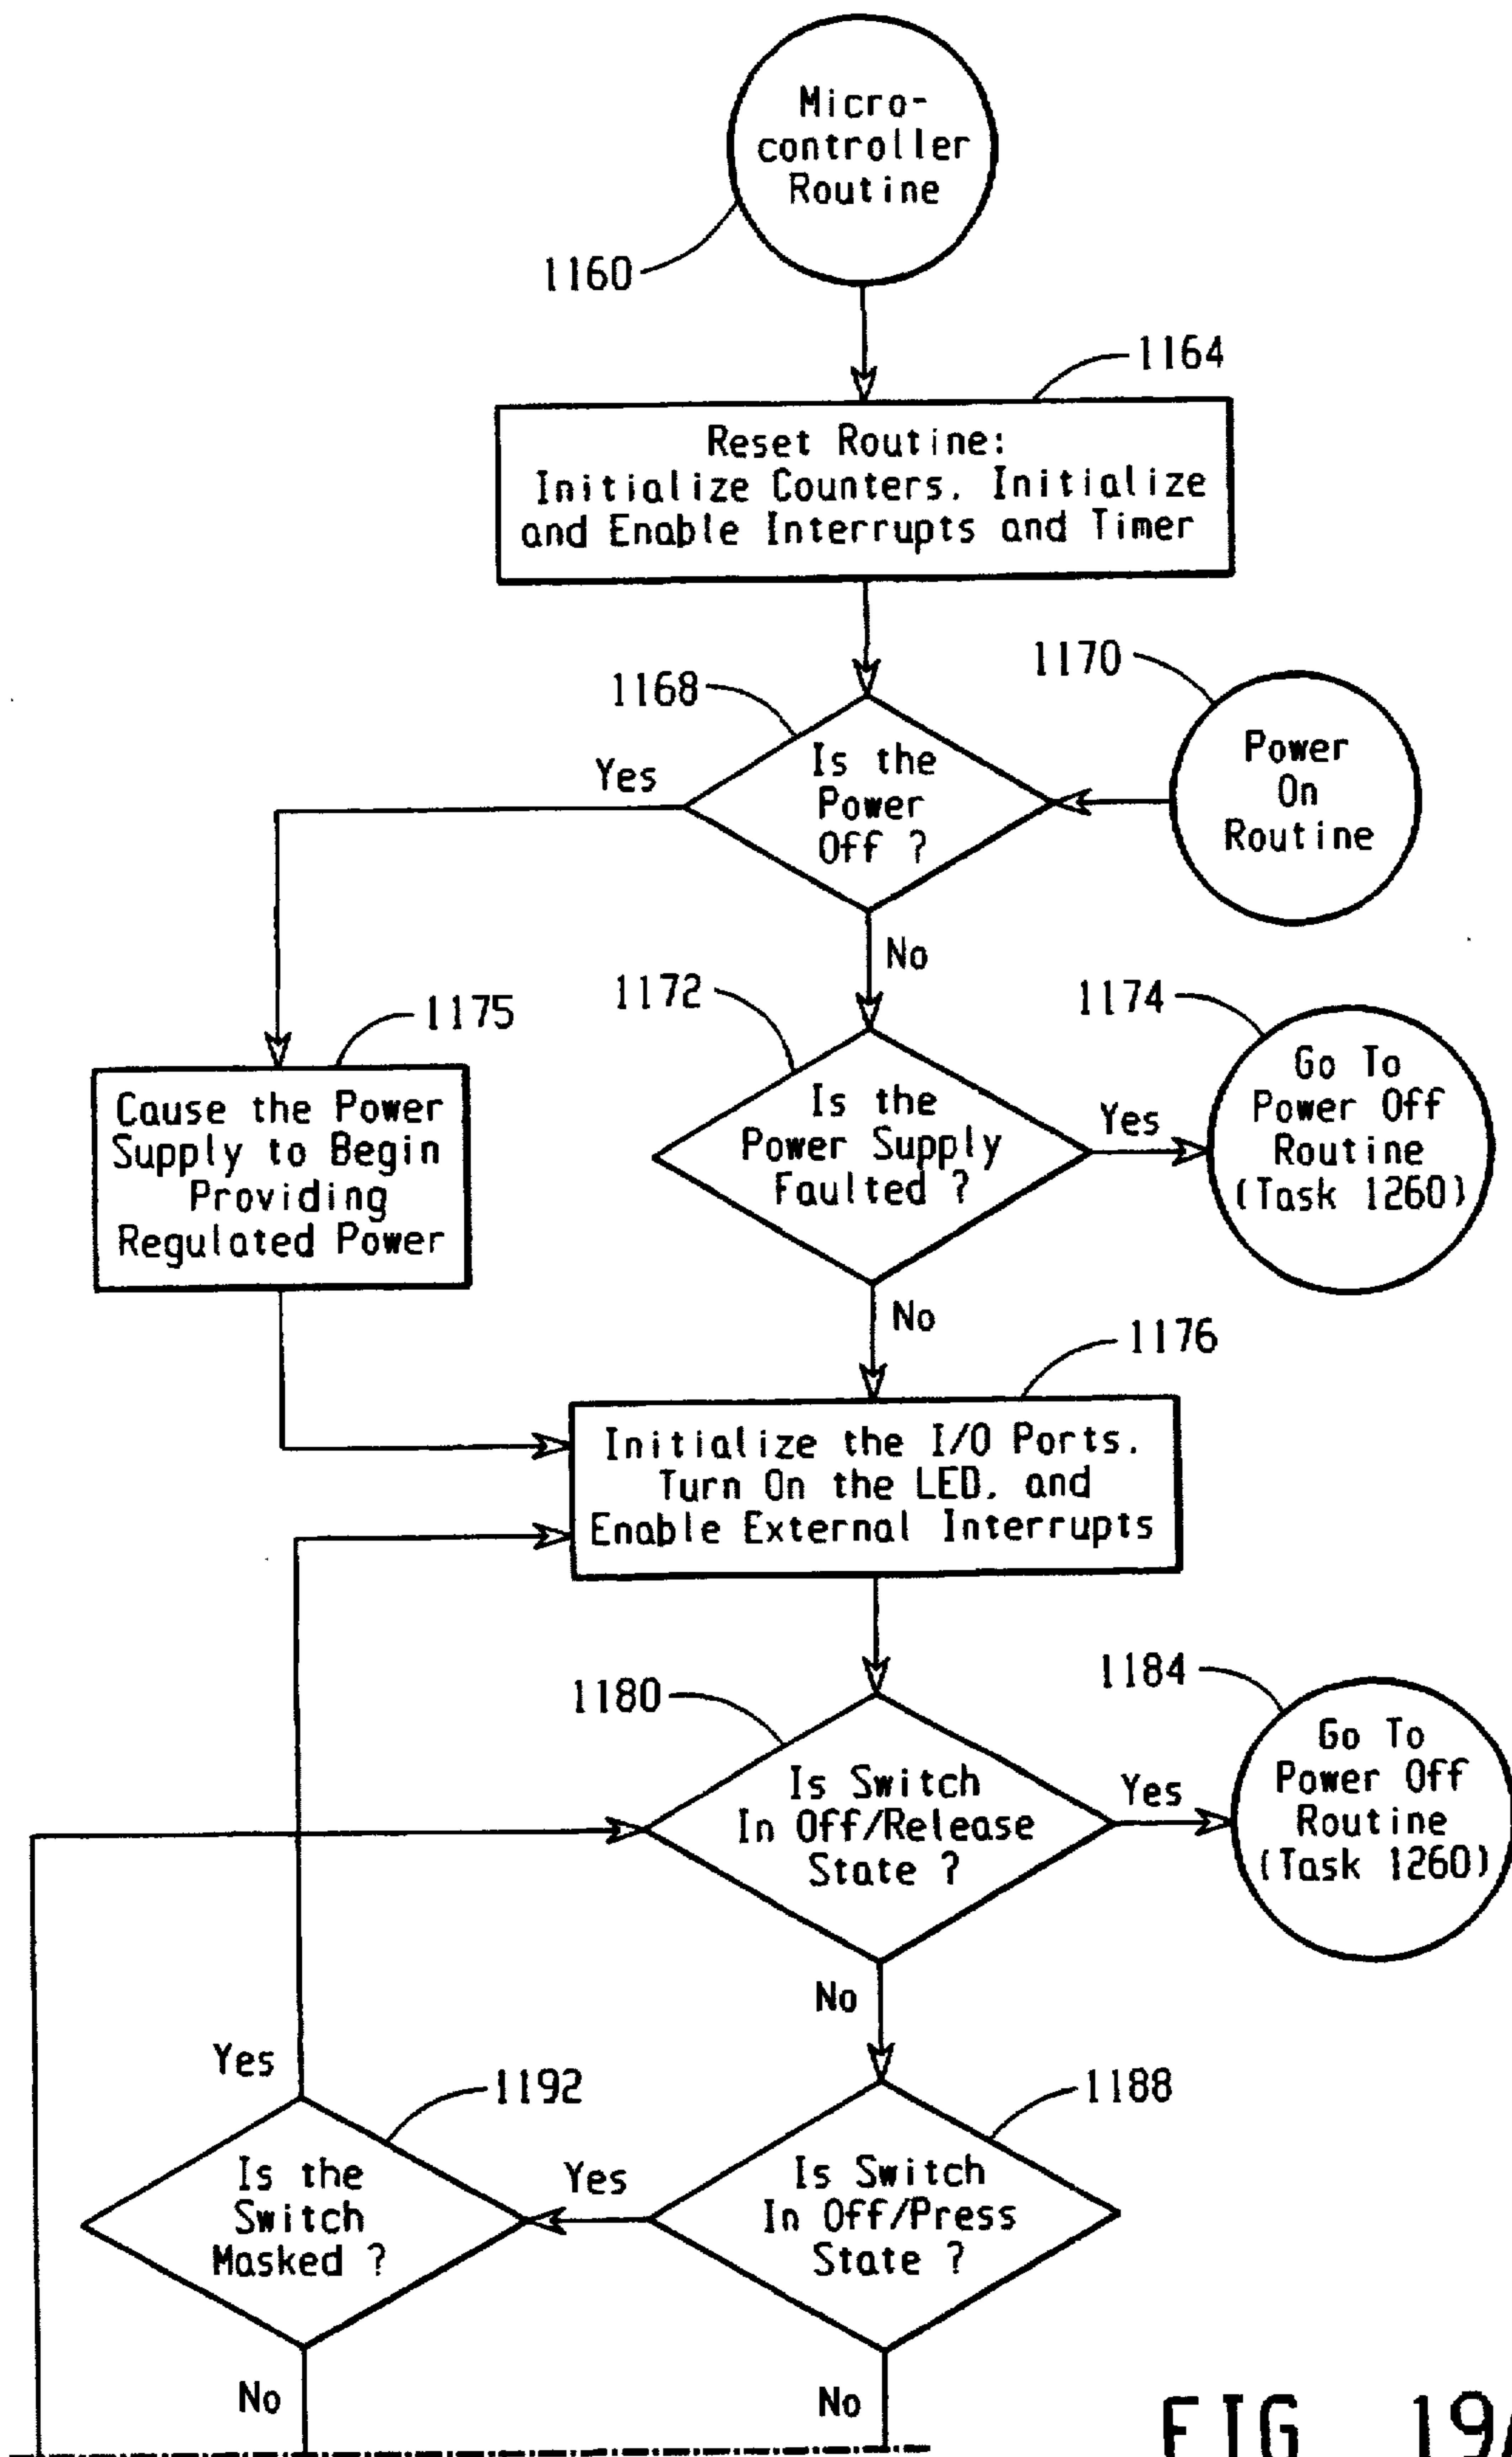 Micro-
controller
Routine
1160
1164
Reset Routine:
Initialize Counters, Initialize
and Enable Interrupts and Timer
1168
1170
Yes
Is the
Power
Off ?
Power
On
Routine
No
1172
1174
1175
Cause the Power
Supply to Begin
Providing
Regulated Power
Is the
Power Supply
Faulted ?
Yes
Go To
Power Off
Routine
(Task 1260)
No
1176
Initialize the I/O Ports,
Turn On the LED, and
Enable External Interrupts
1180
1184
Is Switch
In Off/Release
State ?
Yes
Go To
Power Off
Routine
(Task 1260)
No
Yes
1192
1188
Is the
Switch
Masked ?
Yes
Is Switch
In Off/Press
State ?
No
No
FIG 19